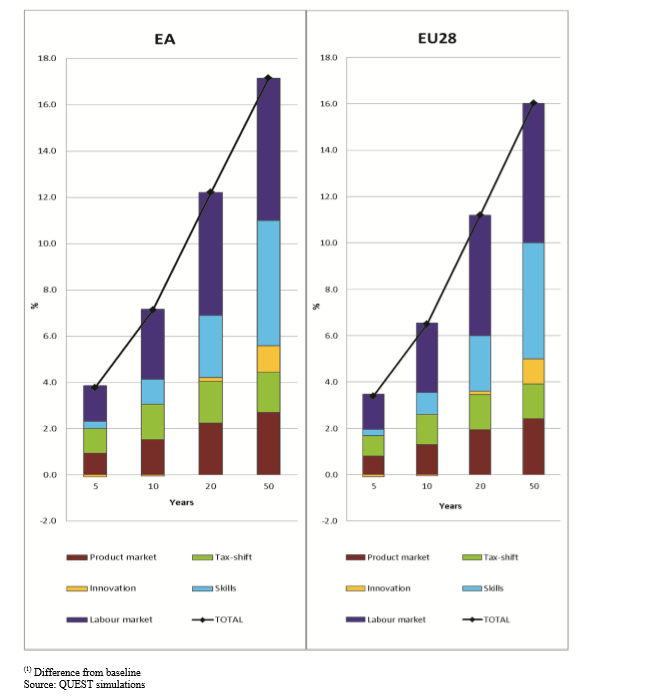 EA
18.0
16.0
14.0
12.0
10.0
8.0
6.0
4.0
2.0
0.0
-2.0
%
5 10 20 50
Years
Product market Tax-shift
Innovation Skills
Labour market TOTAL
EU28
18.0
16.0
14.0
12.0
10.0
8.0
6.0
4.0
2.0
0.0
-2.0
%
5 10 20 50
Years
Product market Tax-shift
Innovation Skills
Labour market TOTAL
(1) Difference from baseline
Source: QUEST simulations